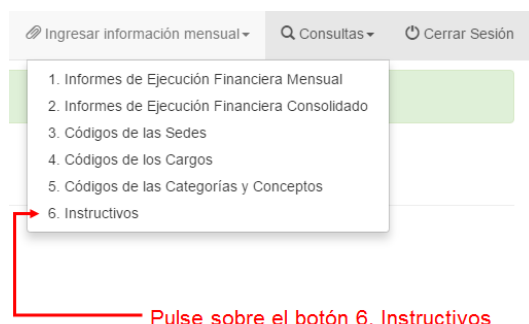 Ingresar información mensual Consultas Cerrar Sesión
1. Informes de Ejecución Financiera Mensual
2. Informes de Ejecución Financiera Consolidado
3. Códigos de las Sedes
4. Códigos de los Cargos
5. Códigos de las Categorías y Conceptos
6. Instructivos
Pulse sobre el botón 6. Instructivos